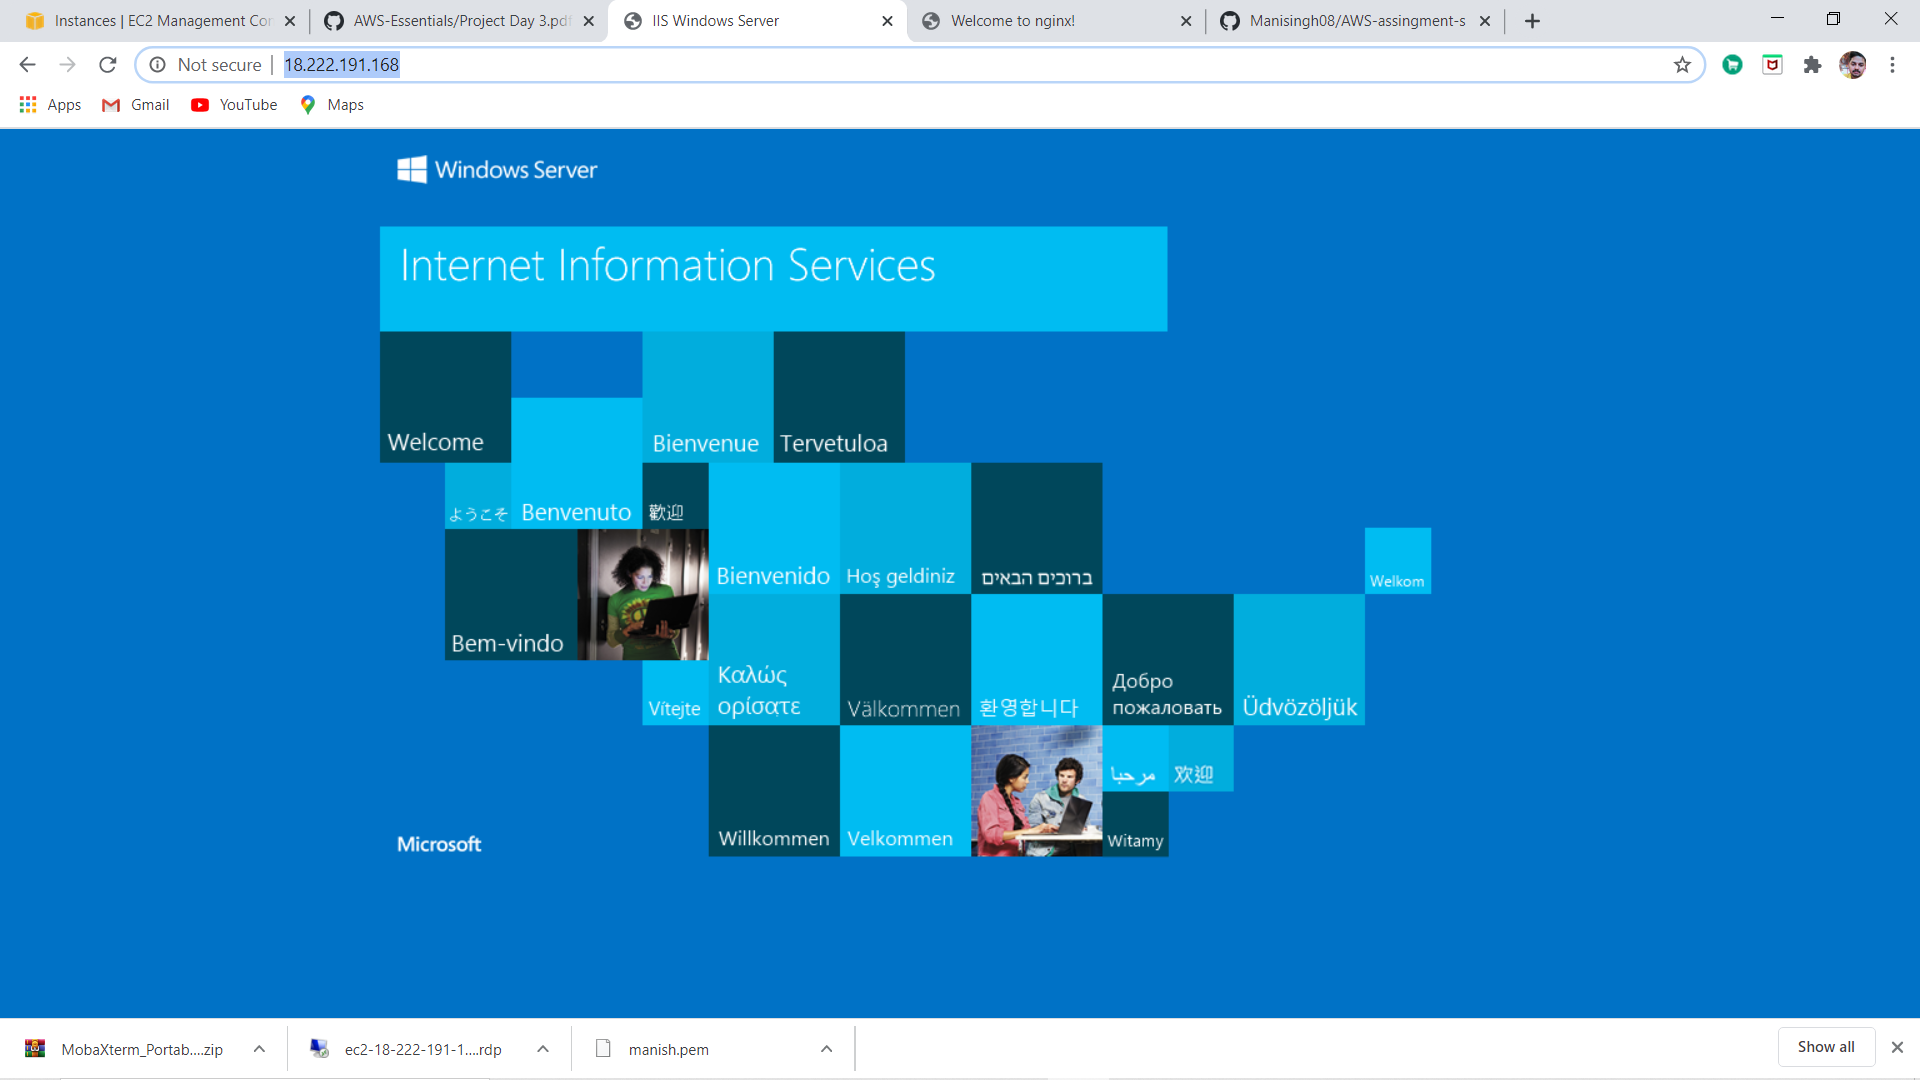 Instances | EC2 Management Con
AWS-Essentials/Project Day 3.pdf
IIS Windows Server
Welcome to nginx!
Manisingh08/AWS-assingment-s
Not secure
18.222.191.168
Apps
Gmail
YouTube
Maps
Windows Server
Internet Information Services
Welcome
Bienvenue
Tervetuloa
ようこそ
Benvenuto
歡迎
Bienvenido
Hoş geldiniz
ברוכים הבאים
Welkom
Bem-vindo
Vítejte
Καλώς
ορίσατε
Välkommen
환영합니다
Добро
пожаловать
Üdvözöljük
مرحبا
欢迎
Willkommen
Velkommen
Witamy
Microsoft
MobaXterm_Portab....zip
ec2-18-222-191-1....rdp
manish.pem
Show all